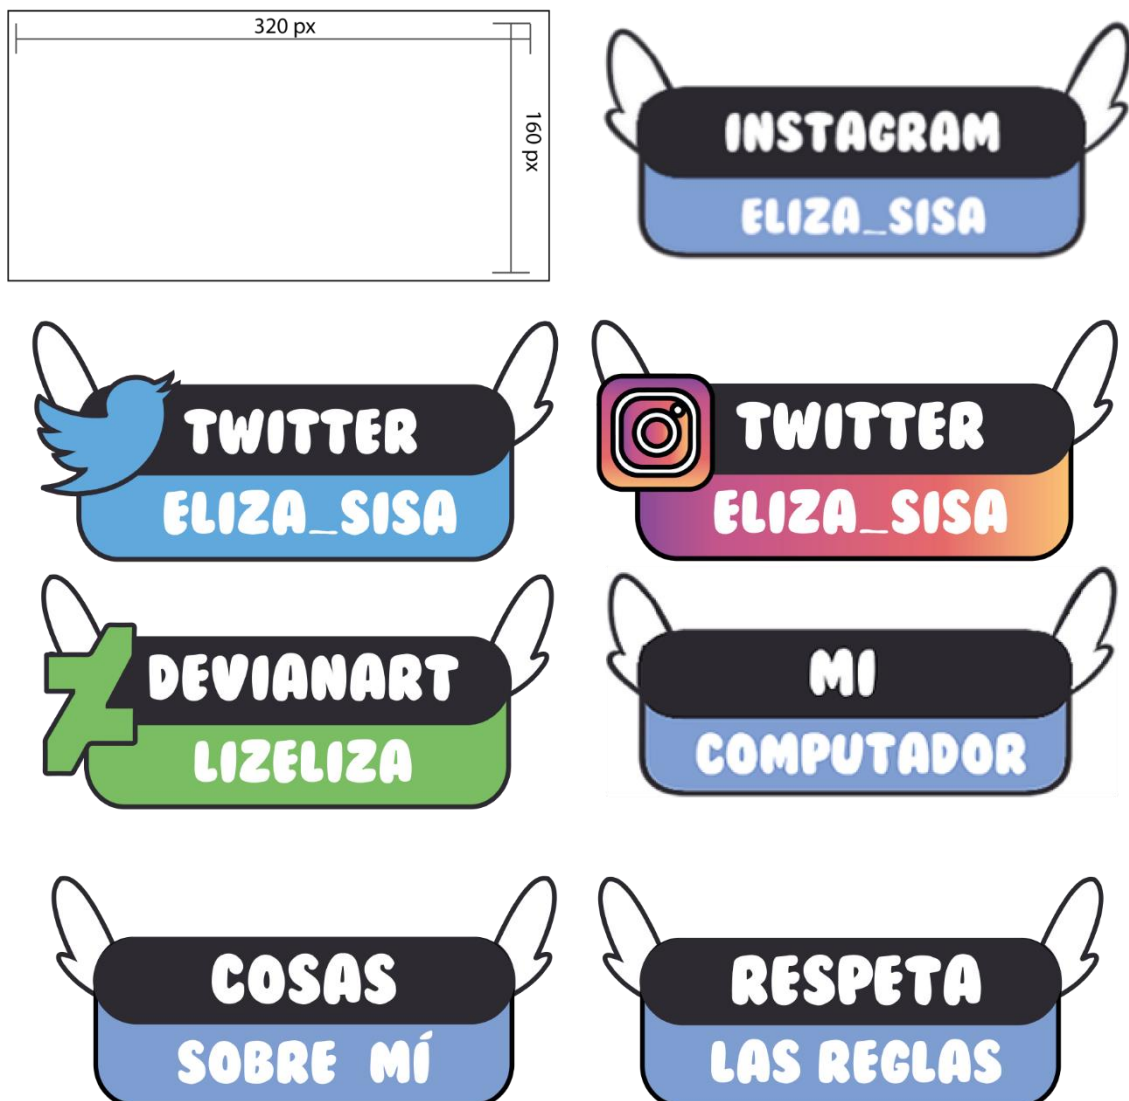 320 px
160 px
INSTAGRAM
ELIZA_SISA
TWITTER
ELIZA_SISA
TWITTER
ELIZA_SISA
DEVIANART
LIZELIZA
MI
COMPUTADOR
COSAS
SOBRE MÍ
RESPETA
LAS REGLAS